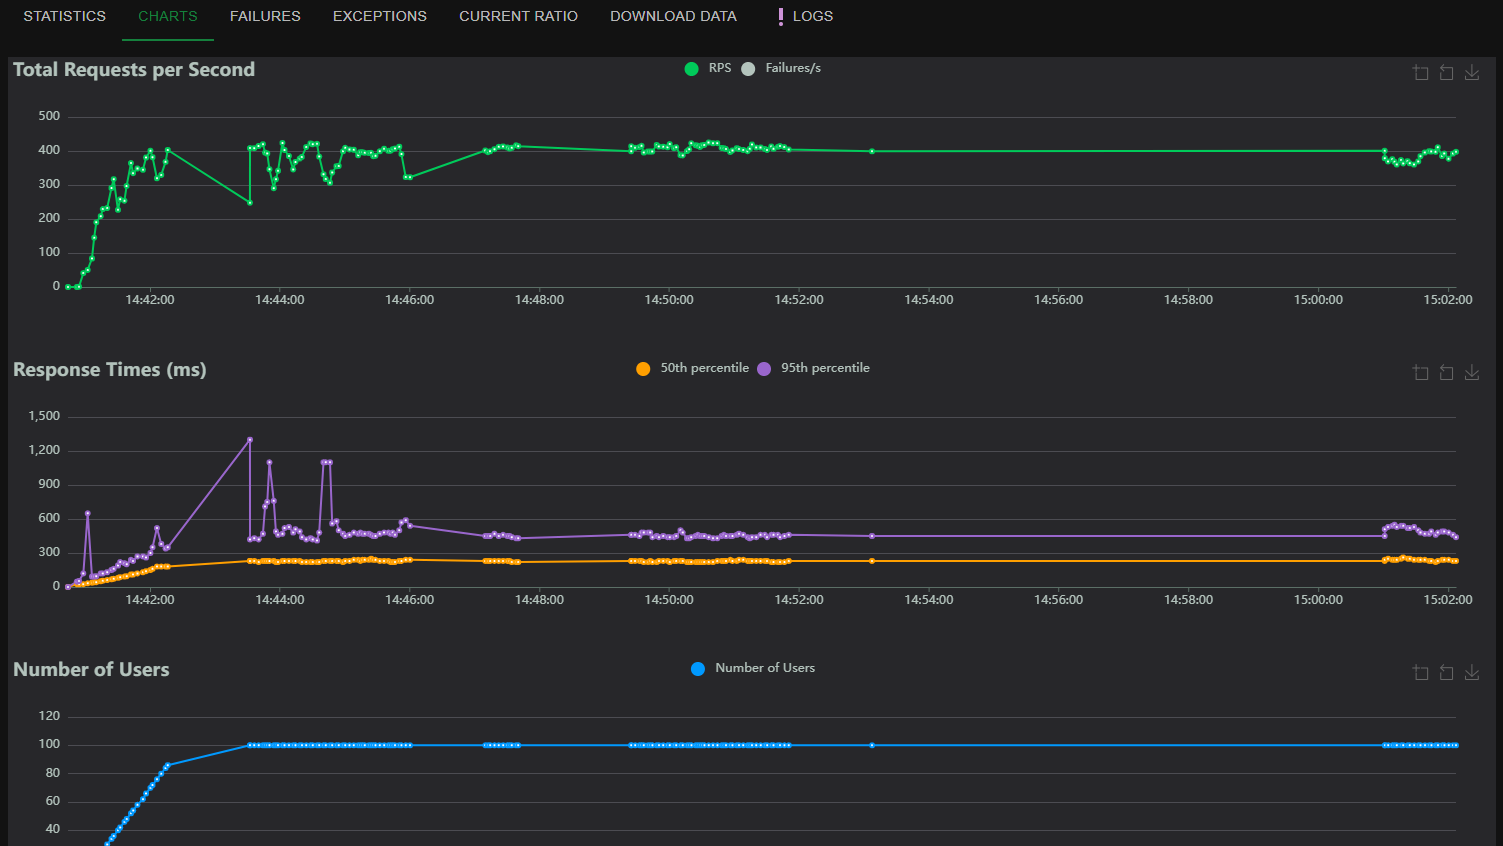 STATISTICS CHARTS FAILURES EXCEPTIONS CURRENT RATIO DOWNLOAD DATA LOGS
Total Requests per Second
RPS Failures/s
500
400
300
200
100
0
14:42:00 14:44:00 14:46:00 14:48:00 14:50:00 14:52:00 14:54:00 14:56:00 14:58:00 15:00:00 15:02:00
Response Times (ms)
50th percentile 95th percentile
1,500
1,200
900
600
300
0
14:42:00 14:44:00 14:46:00 14:48:00 14:50:00 14:52:00 14:54:00 14:56:00 14:58:00 15:00:00 15:02:00
Number of Users
Number of Users
120
100
80
60
40